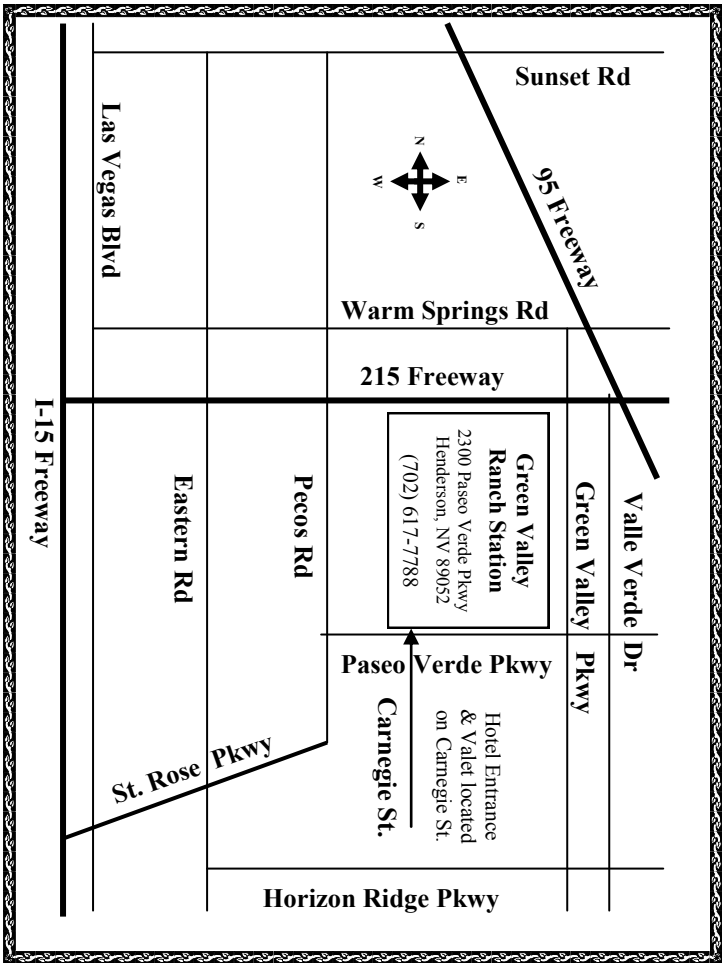 Sunset Rd
95 Freeway
N
E
W
S
Las Vegas Blvd
Warm Springs Rd
215 Freeway
I-15 Freeway
Eastern Rd
Pecos Rd
Green Valley
Ranch Station
2300 Paseo Verde Pkwy
Henderson, NV 89052
(702) 617-7788
Green Valley Pkwy
Valle Verde Dr
Paseo Verde Pkwy
Carnegie St.
Hotel Entrance
& Valet located
on Carnegie St.
St. Rose Pkwy
Horizon Ridge Pkwy